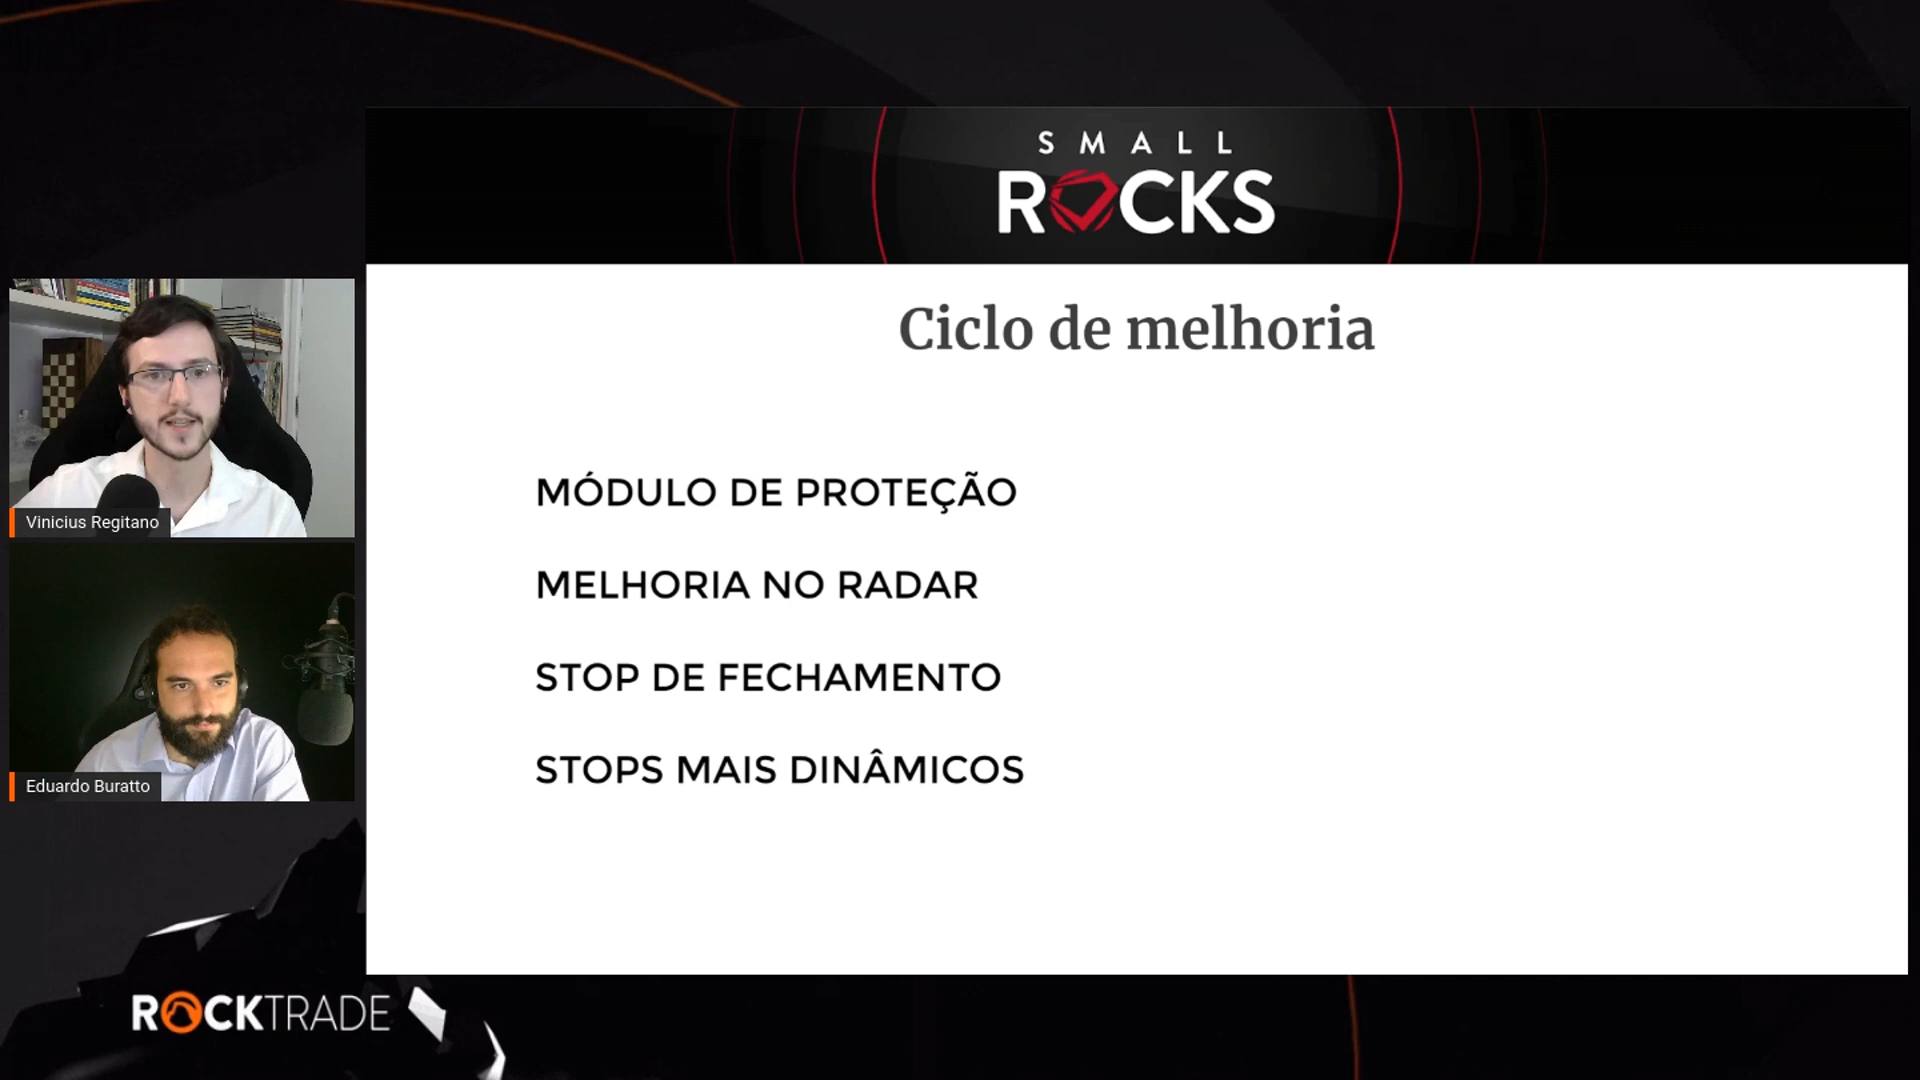 SMALL
ROCKS
Ciclo de melhoria
MÓDULO DE PROTEÇÃO
MELHORIA NO RADAR
STOP DE FECHAMENTO
STOPS MAIS DINÂMICOS
Vinicius Regitano
Eduardo Buratto
ROCKTRADE